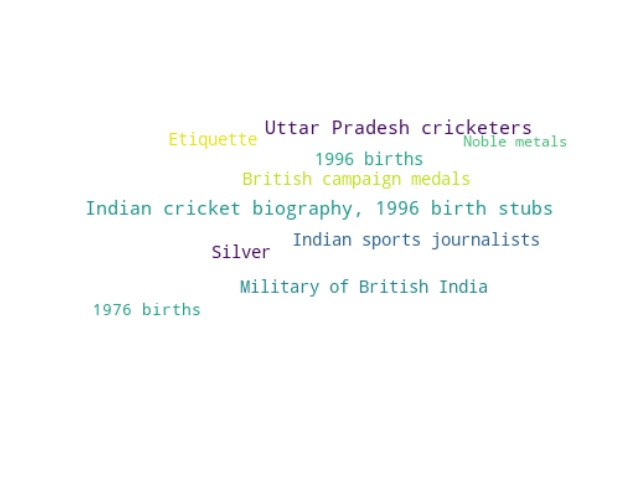 Uttar Pradesh cricketers
Etiquette
Noble metals
1996 births
British campaign medals
Indian cricket biography, 1996 birth stubs
Indian sports journalists
Silver
Military of British India
1976 births